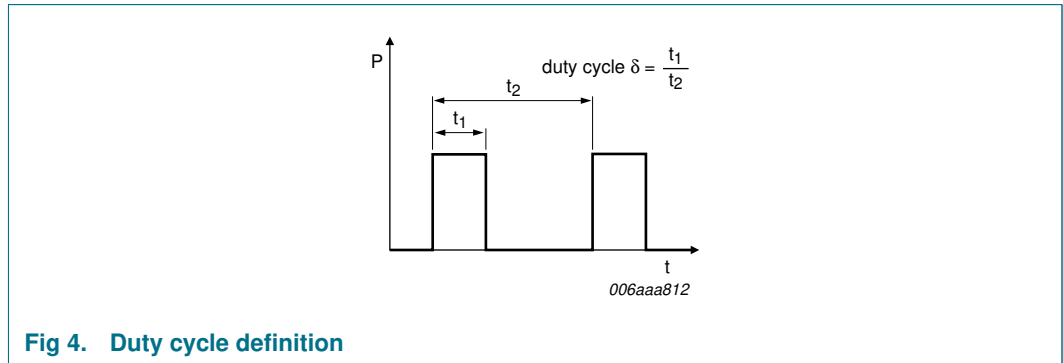 P
duty cycle δ = t1
t2
t2
t1
t
006aaa812
Fig 4. Duty cycle definition